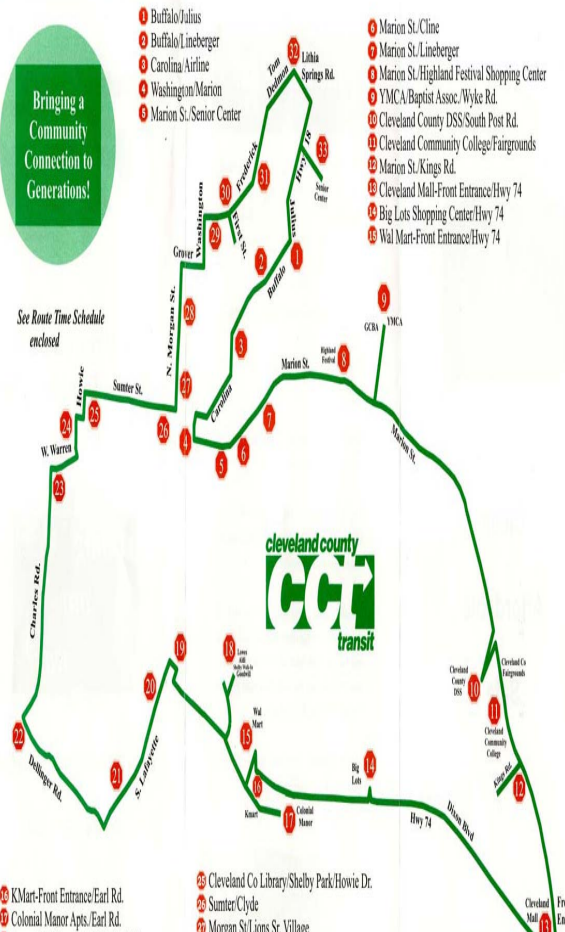 1 Buffalo/Julius
2 Buffalo/Lineberger
3 Carolina/Airline
4 Washington/Marion
5 Marion St./Senior Center
6 Marion St./Cline
7 Marion St./Lineberger
8 Marion St./Highland Festival Shopping Center
9 YMCA/Baptist Assoc./Wyke Rd.
10 Cleveland County DSS/South Post Rd.
11 Cleveland Community College/Fairgrounds
12 Marion St./Kings Rd.
13 Cleveland Mall-Front Entrance/Hwy 74
14 Big Lots Shopping Center/Hwy 74
15 Wal Mart-Front Entrance/Hwy 74
Bringing a
Community
Connection to
Generations!
See Route Time Schedule
enclosed
32
Lithia
Springs Rd.
Tom
Dedmon
Hwy 18
33
Senior
Center
Frederick
31
30
Washington
29
First St.
Julius
1
2
Buffalo
Grover
N. Morgan St.
28
3
27
Carolina
9
GCBA
YMCA
Highland
Festival
8
Marion St.
7
Marion St.
Howie
Sumter St.
24
25
26
4
5
6
W. Warren
23
Charles Rd.
cleveland county
cct
transit
19
18
Goodwill
20
Wal
Mart
15
22
Dellinger Rd.
21
S. Lafayette
16
Kmart
17
Colonial
Manor
Big
Lots
14
Hwy 74
Dixon Blvd
Cleveland
County
DSS
10
Cleveland Co
Fairgrounds
11
Cleveland
Community
College
Kings Rd.
12
Cleveland
Mall
13
16 KMart-Front Entrance/Earl Rd.
17 Colonial Manor Apts./Earl Rd.
25 Cleveland Co Library/Shelby Park/Howie Dr.
26 Sumter/Clyde
27 Morgan St/Lions Sr. Village